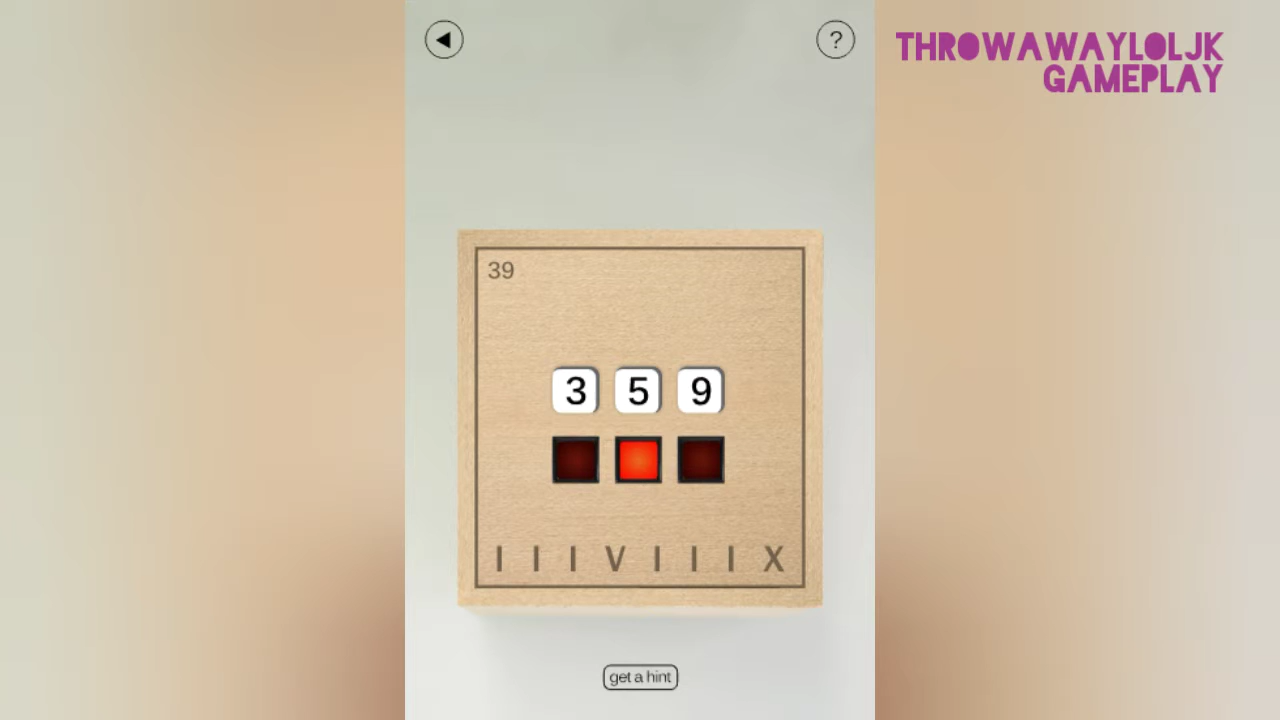 THROWAWAYLOLJK
GAMEPLAY
?
39
3 5 9
I I I V I I I X
get a hint